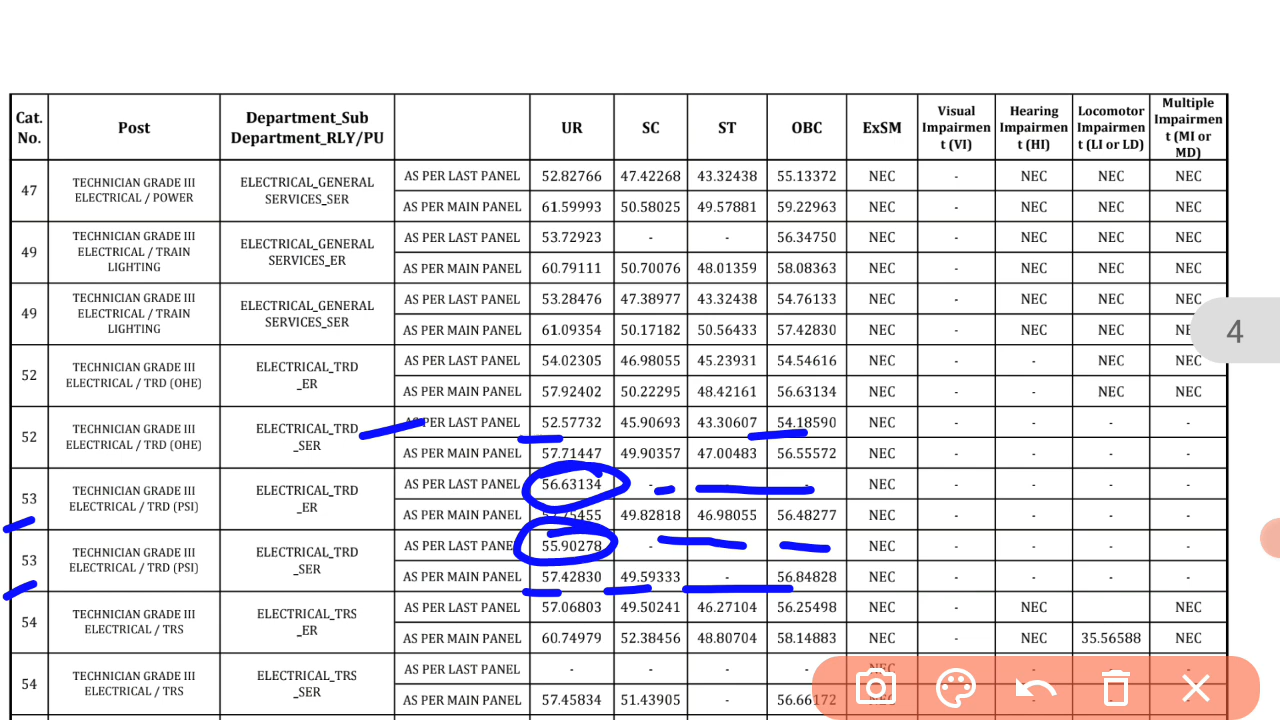 Cat. No. Post Department_Sub Department_RLY/PU UR SC ST OBC ExSM Visual Impairmen t (VI) Hearing Impairmen t (HI) Locomotor Impairmen t (LI or LD) Multiple Impairmen t (MI or MD)
47 TECHNICIAN GRADE III ELECTRICAL / POWER ELECTRICAL_GENERAL SERVICES_SER
AS PER LAST PANEL 52.82766 47.42268 43.32438 55.13372 NEC - NEC NEC NEC
AS PER MAIN PANEL 61.59993 50.58025 49.57881 59.22963 NEC - NEC NEC NEC
49 TECHNICIAN GRADE III ELECTRICAL / TRAIN LIGHTING ELECTRICAL_GENERAL SERVICES_ER
AS PER LAST PANEL 53.72923 - - 56.34750 NEC - NEC NEC NEC
AS PER MAIN PANEL 60.79111 50.70076 48.01359 58.08363 NEC - NEC NEC NEC
49 TECHNICIAN GRADE III ELECTRICAL / TRAIN LIGHTING ELECTRICAL_GENERAL SERVICES_SER
AS PER LAST PANEL 53.28476 47.38977 43.32438 54.76133 NEC - NEC NEC NEC
AS PER MAIN PANEL 61.09354 50.17182 50.56433 57.42830 NEC - NEC NEC
4
52 TECHNICIAN GRADE III ELECTRICAL / TRD (OHE) ELECTRICAL_TRD _ER
AS PER LAST PANEL 54.02305 46.98055 45.23931 54.54616 NEC - - NEC NEC
AS PER MAIN PANEL 57.92402 50.22295 48.42161 56.63134 NEC - - NEC NEC
52 TECHNICIAN GRADE III ELECTRICAL / TRD (OHE) ELECTRICAL_TRD _SER
AS PER LAST PANEL 52.57732 45.90693 43.30607 54.18590 NEC - - - -
AS PER MAIN PANEL 57.71447 49.90357 47.00483 56.55572 NEC - - - -
53 TECHNICIAN GRADE III ELECTRICAL / TRD (PSI) ELECTRICAL_TRD _ER
AS PER LAST PANEL 56.63134 - - - NEC - - - -
AS PER MAIN PANEL 49.82818 46.98055 56.48277 NEC - - - -
53 TECHNICIAN GRADE III ELECTRICAL / TRD (PSI) ELECTRICAL_TRD _SER
AS PER LAST PANEL 55.90278 - NEC - - - -
AS PER MAIN PANEL 57.42830 49.59333 - 56.84828 NEC - - - -
54 TECHNICIAN GRADE III ELECTRICAL / TRS ELECTRICAL_TRS _ER
AS PER LAST PANEL 57.06803 49.50241 46.27104 56.25498 NEC - NEC NEC
AS PER MAIN PANEL 60.74979 52.38456 48.80704 58.14883 NEC - NEC 35.56588 NEC
54 TECHNICIAN GRADE III ELECTRICAL / TRS ELECTRICAL_TRS _SER
AS PER LAST PANEL - - - - NEC - - - -
AS PER MAIN PANEL 57.45834 51.43905 - 56.66172